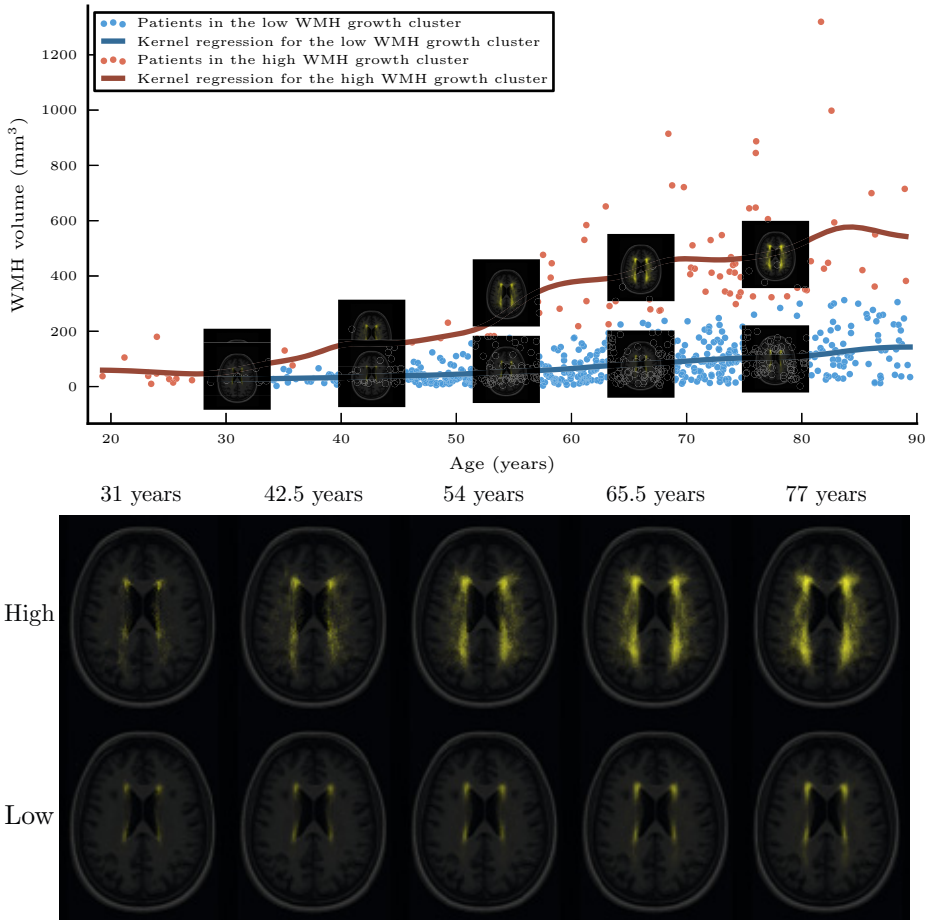 Patients in the low WMH growth cluster
Kernel regression for the low WMH growth cluster
Patients in the high WMH growth cluster
Kernel regression for the high WMH growth cluster
WMH volume (mm³)
1200
1000
800
600
400
200
0
20 30 40 50 60 70 80 90
Age (years)
31 years 42.5 years 54 years 65.5 years 77 years
High
Low